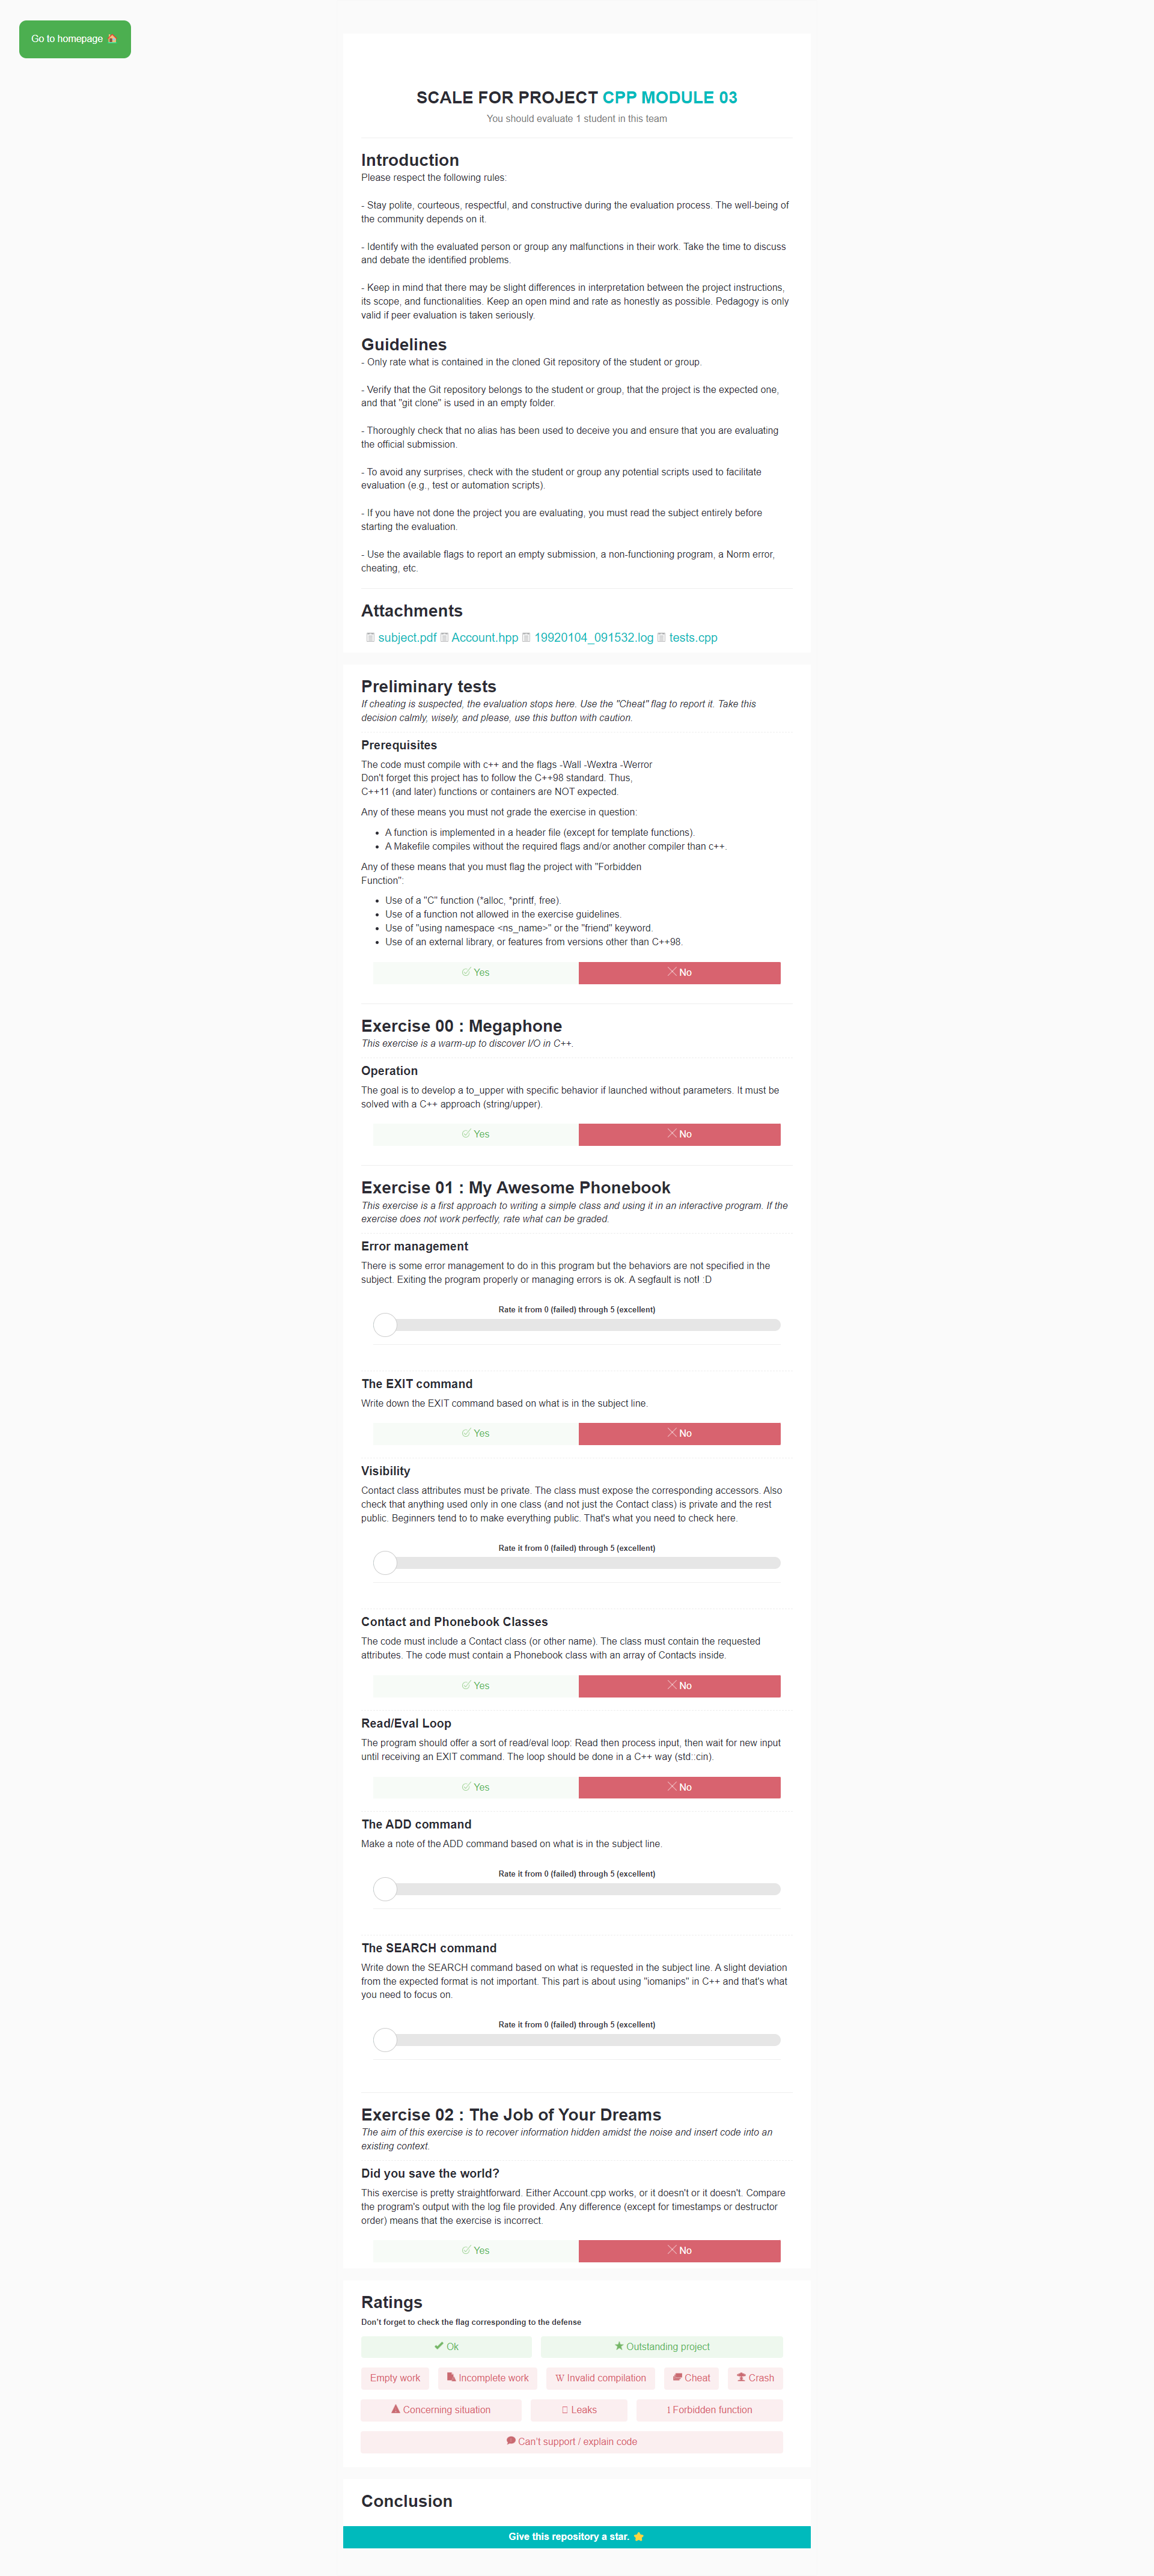 Go to homepage
SCALE FOR PROJECT CPP MODULE 03
You should evaluate 1 student in this team
Introduction
Please respect the following rules:
- Stay polite, courteous, respectful, and constructive during the evaluation process. The well-being of
the community depends on it.
- Identify with the evaluated person or group any malfunctions in their work. Take the time to discuss
and debate the identified problems.
- Keep in mind that there may be slight differences in interpretation between the project instructions,
its scope, and functionalities. Keep an open mind and rate as honestly as possible. Pedagogy is only
valid if peer evaluation is taken seriously.
Guidelines
- Only rate what is contained in the cloned Git repository of the student or group.
- Verify that the Git repository belongs to the student or group, that the project is the expected one,
and that "git clone" is used in an empty folder.
- Thoroughly check that no alias has been used to deceive you and ensure that you are evaluating
the official submission.
- To avoid any surprises, check with the student or group any potential scripts used to facilitate
evaluation (e.g., test or automation scripts).
- If you have not done the project you are evaluating, you must read the subject entirely before
starting the evaluation.
- Use the available flags to report an empty submission, a non-functioning program, a Norm error,
cheating, etc.
Attachments
subject.pdf Account.hpp 19920104_091532.log tests.cpp
Preliminary tests
If cheating is suspected, the evaluation stops here. Use the "Cheat" flag to report it. Take this
decision calmly, wisely, and please, use this button with caution.
Prerequisites
The code must compile with c++ and the flags -Wall -Wextra -Werror
Don't forget this project has to follow the C++98 standard. Thus,
C++11 (and later) functions or containers are NOT expected.
Any of these means you must not grade the exercise in question:
• A function is implemented in a header file (except for template functions).
• A Makefile compiles without the required flags and/or another compiler than c++.
Any of these means that you must flag the project with "Forbidden
Function":
• Use of a "C" function (*alloc, *printf, free).
• Use of a function not allowed in the exercise guidelines.
• Use of "using namespace <ns_name>" or the "friend" keyword.
• Use of an external library, or features from versions other than C++98.
Yes No
Exercise 00 : Megaphone
This exercise is a warm-up to discover I/O in C++.
Operation
The goal is to develop a to_upper with specific behavior if launched without parameters. It must be
solved with a C++ approach (string/upper).
Yes No
Exercise 01 : My Awesome Phonebook
This exercise is a first approach to writing a simple class and using it in an interactive program. If the
exercise does not work perfectly, rate what can be graded.
Error management
There is some error management to do in this program but the behaviors are not specified in the
subject. Exiting the program properly or managing errors is ok. A segfault is not! :D
Rate it from 0 (failed) through 5 (excellent)
The EXIT command
Write down the EXIT command based on what is in the subject line.
Yes No
Visibility
Contact class attributes must be private. The class must expose the corresponding accessors. Also
check that anything used only in one class (and not just the Contact class) is private and the rest
public. Beginners tend to to make everything public. That's what you need to check here.
Rate it from 0 (failed) through 5 (excellent)
Contact and Phonebook Classes
The code must include a Contact class (or other name). The class must contain the requested
attributes. The code must contain a Phonebook class with an array of Contacts inside.
Yes No
Read/Eval Loop
The program should offer a sort of read/eval loop: Read then process input, then wait for new input
until receiving an EXIT command. The loop should be done in a C++ way (std::cin).
Yes No
The ADD command
Make a note of the ADD command based on what is in the subject line.
Rate it from 0 (failed) through 5 (excellent)
The SEARCH command
Write down the SEARCH command based on what is requested in the subject line. A slight deviation
from the expected format is not important. This part is about using "iomanips" in C++ and that's what
you need to focus on.
Rate it from 0 (failed) through 5 (excellent)
Exercise 02 : The Job of Your Dreams
The aim of this exercise is to recover information hidden amidst the noise and insert code into an
existing context.
Did you save the world?
This exercise is pretty straightforward. Either Account.cpp works, or it doesn't or it doesn't. Compare
the program's output with the log file provided. Any difference (except for timestamps or destructor
order) means that the exercise is incorrect.
Yes No
Ratings
Don't forget to check the flag corresponding to the defense
Ok Outstanding project
Empty work Incomplete work Invalid compilation Cheat Crash
Concerning situation Leaks Forbidden function
Can't support / explain code
Conclusion
Give this repository a star.